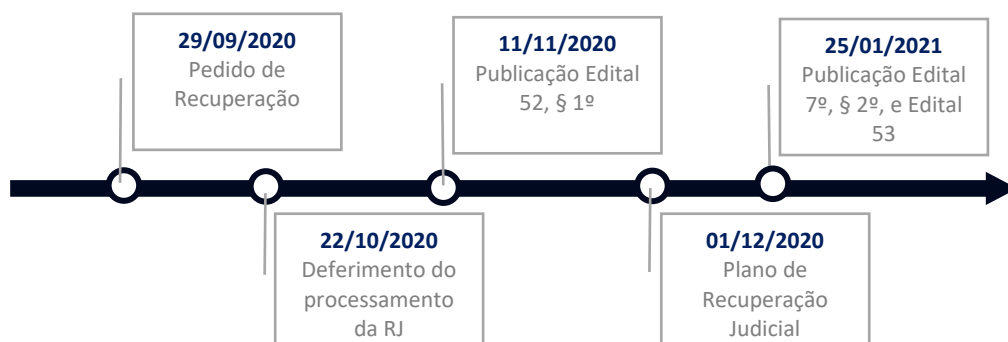 29/09/2020
Pedido de
Recuperação
11/11/2020
Publicação Edital
52, § 1º
25/01/2021
Publicação Edital
7º, § 2º, e Edital
53
22/10/2020
Deferimento do
processamento
da RJ
01/12/2020
Plano de
Recuperação
Judicial